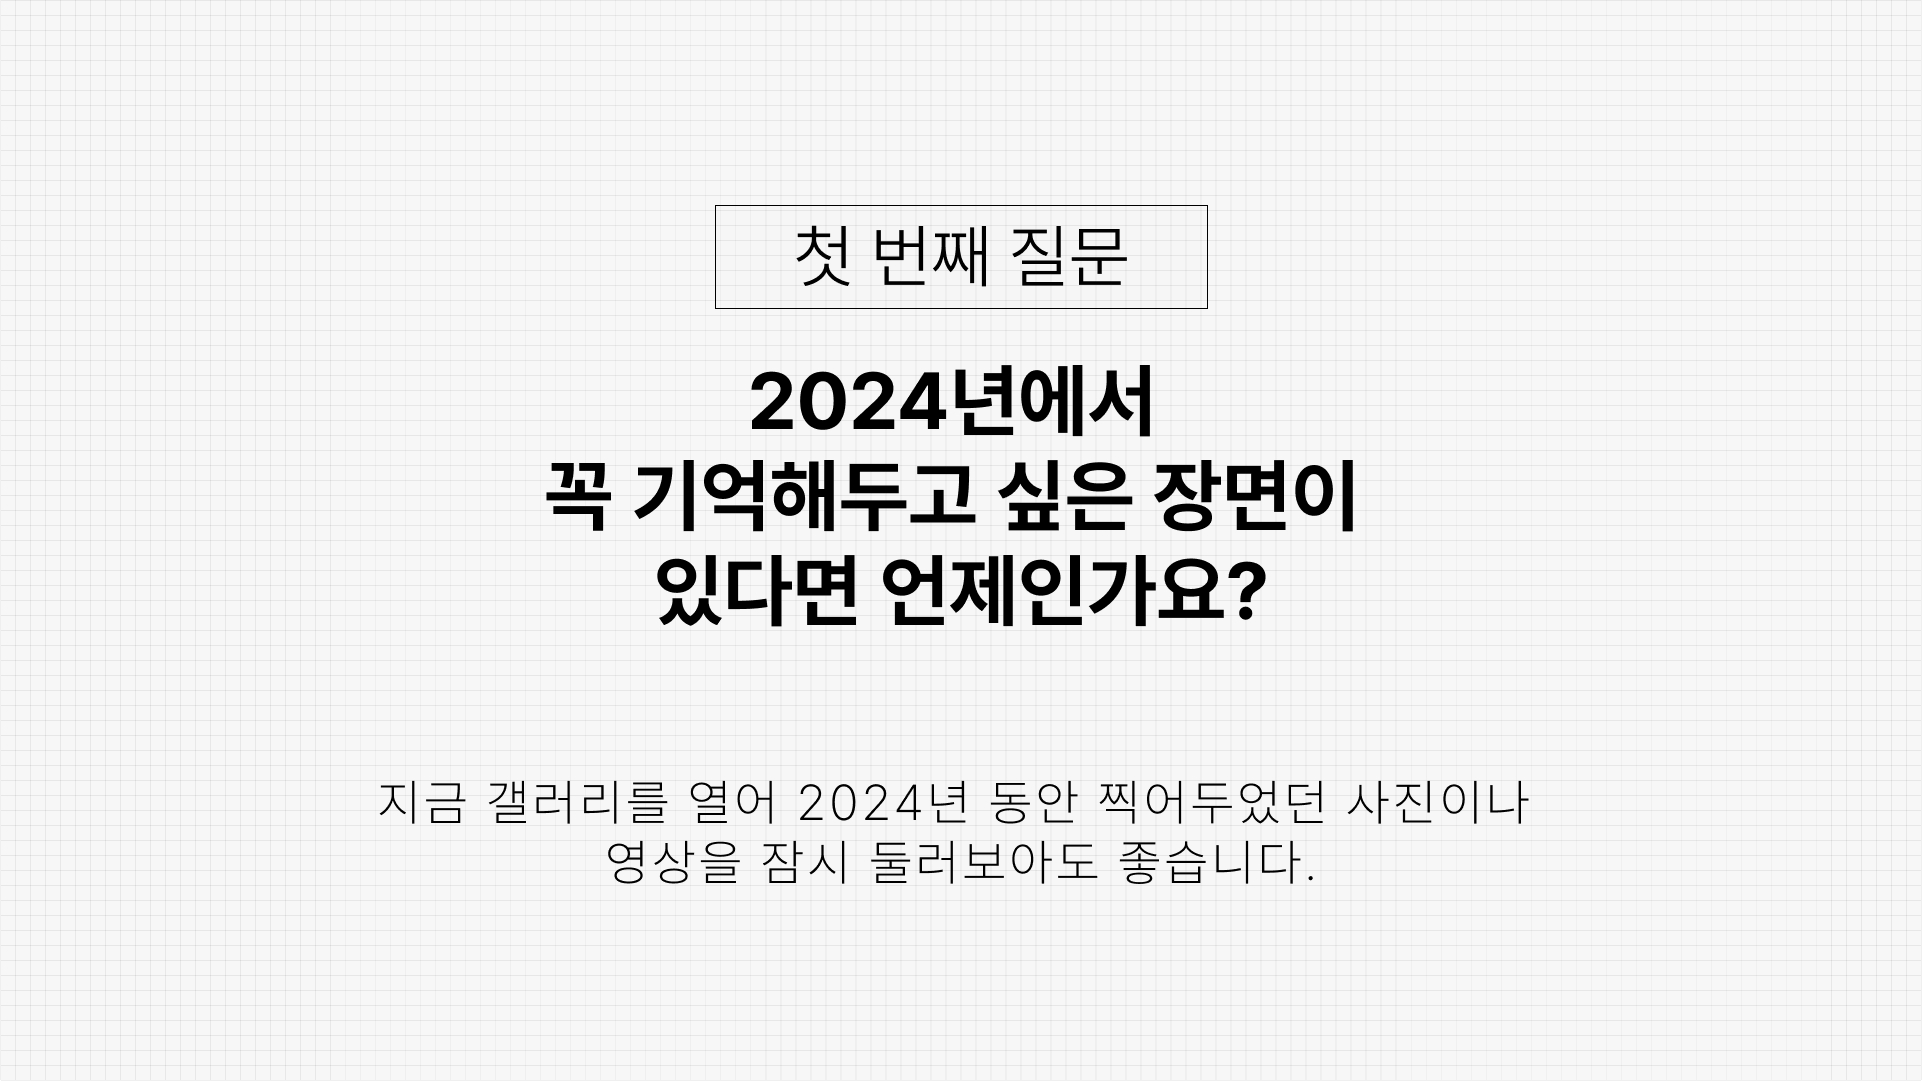 첫 번째 질문
2024년에서
꼭 기억해두고 싶은 장면이
있다면 언제인가요?
지금 갤러리를 열어 2024년 동안 찍어두었던 사진이나
영상을 잠시 둘러보아도 좋습니다.